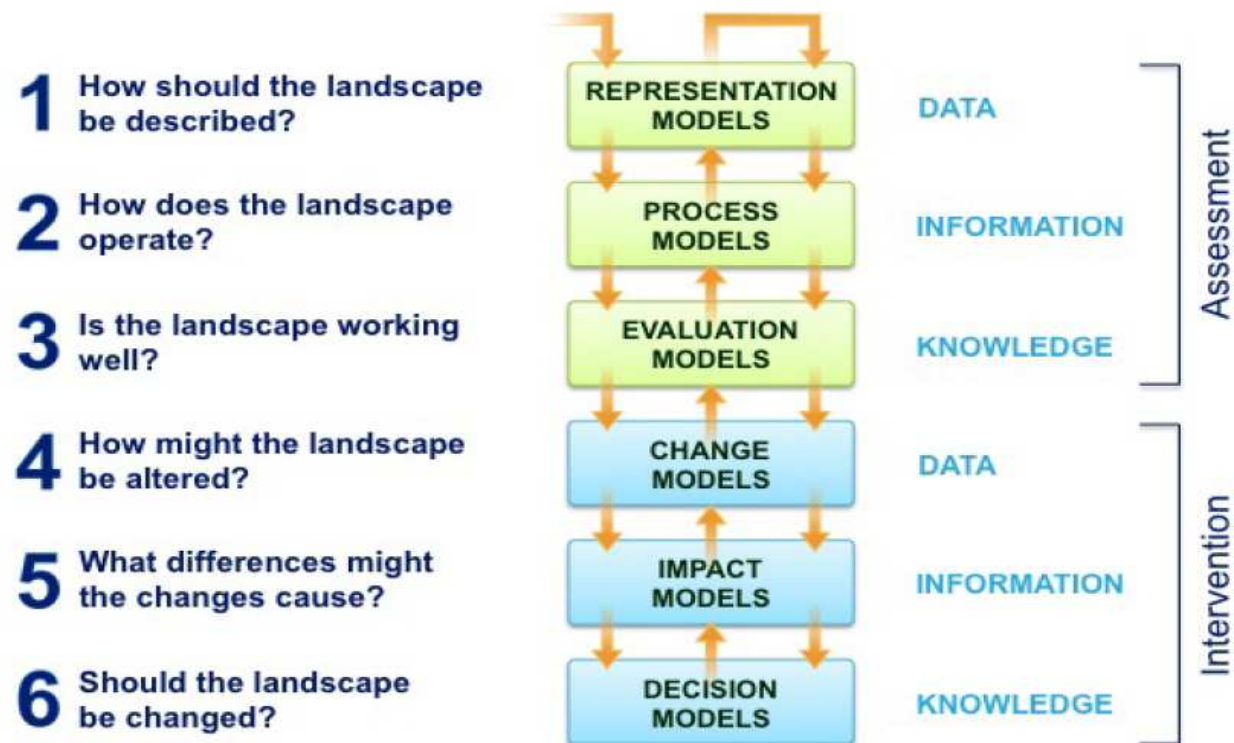 1 How should the landscape
be described?
REPRESENTATION
MODELS
DATA
2 How does the landscape
operate?
PROCESS
MODELS
INFORMATION
3 Is the landscape working
well?
EVALUATION
MODELS
KNOWLEDGE
Assessment
4 How might the landscape
be altered?
CHANGE
MODELS
DATA
5 What differences might
the changes cause?
IMPACT
MODELS
INFORMATION
6 Should the landscape
be changed?
DECISION
MODELS
KNOWLEDGE
Intervention